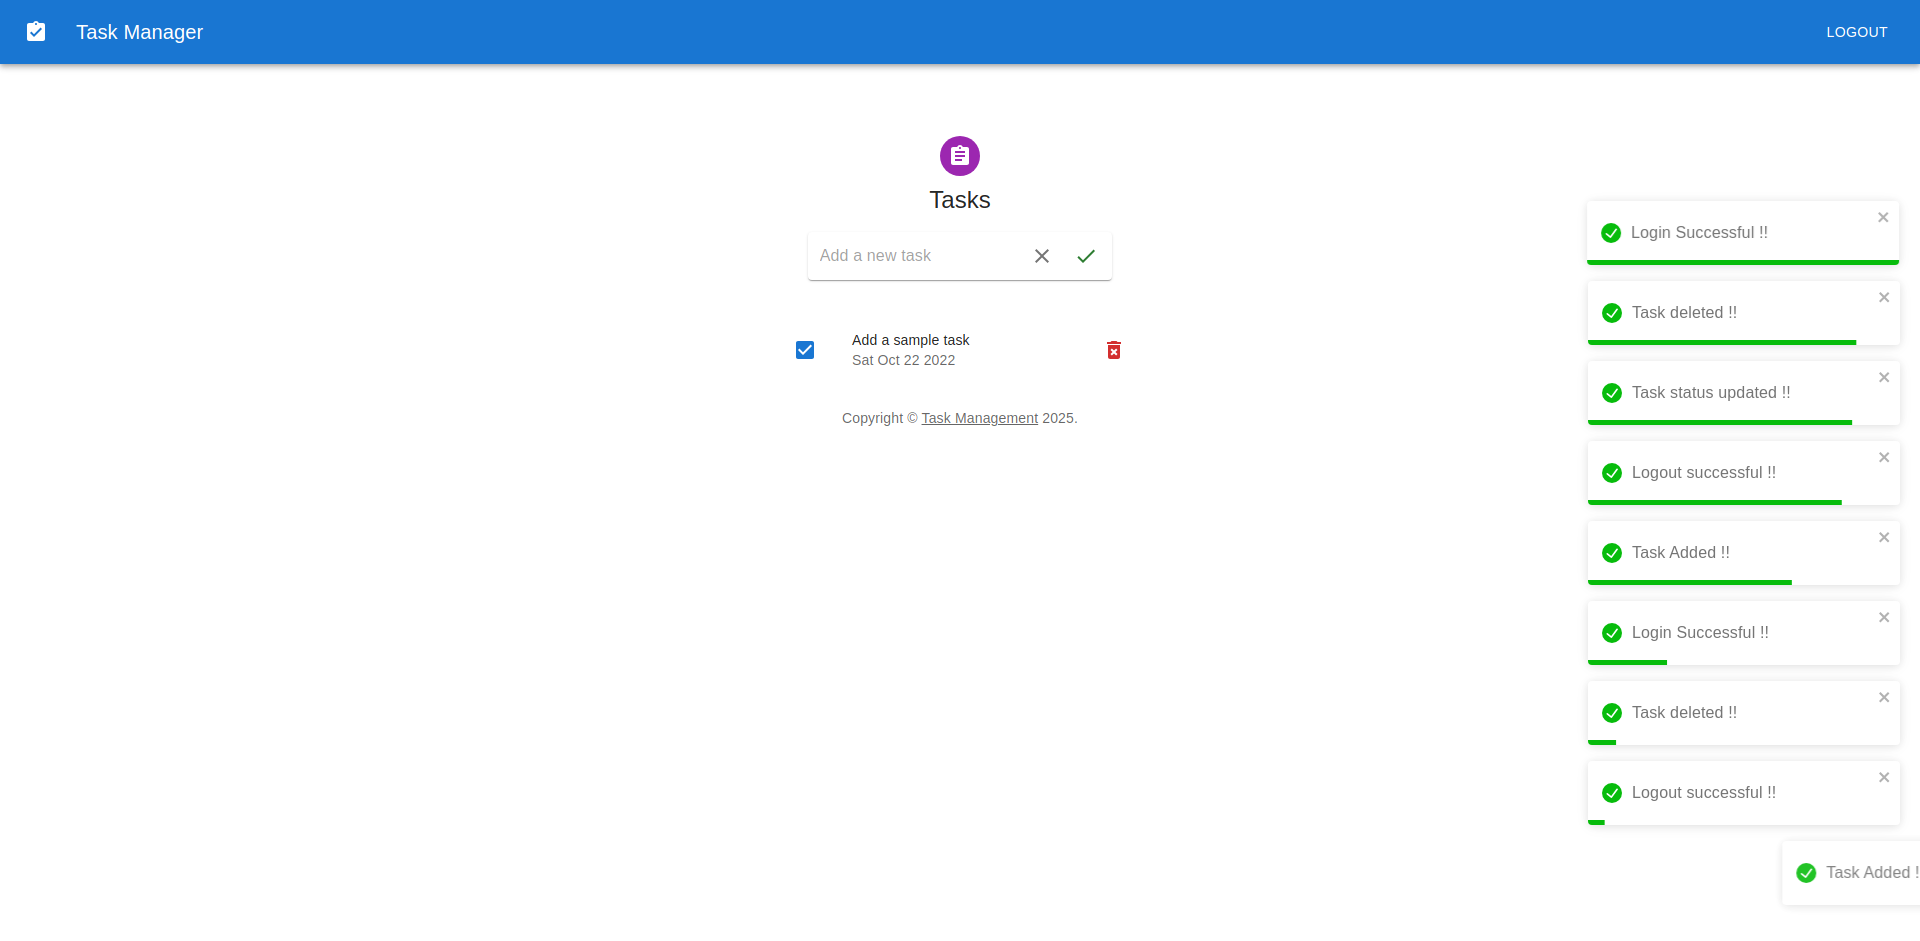 Task Manager
LOGOUT
Tasks
Add a new task
Add a sample task
Sat Oct 22 2022
Copyright © Task Management 2025.
Login Successful !!
Task deleted !!
Task status updated !!
Logout successful !!
Task Added !!
Login Successful !!
Task deleted !!
Logout successful !!
Task Added !